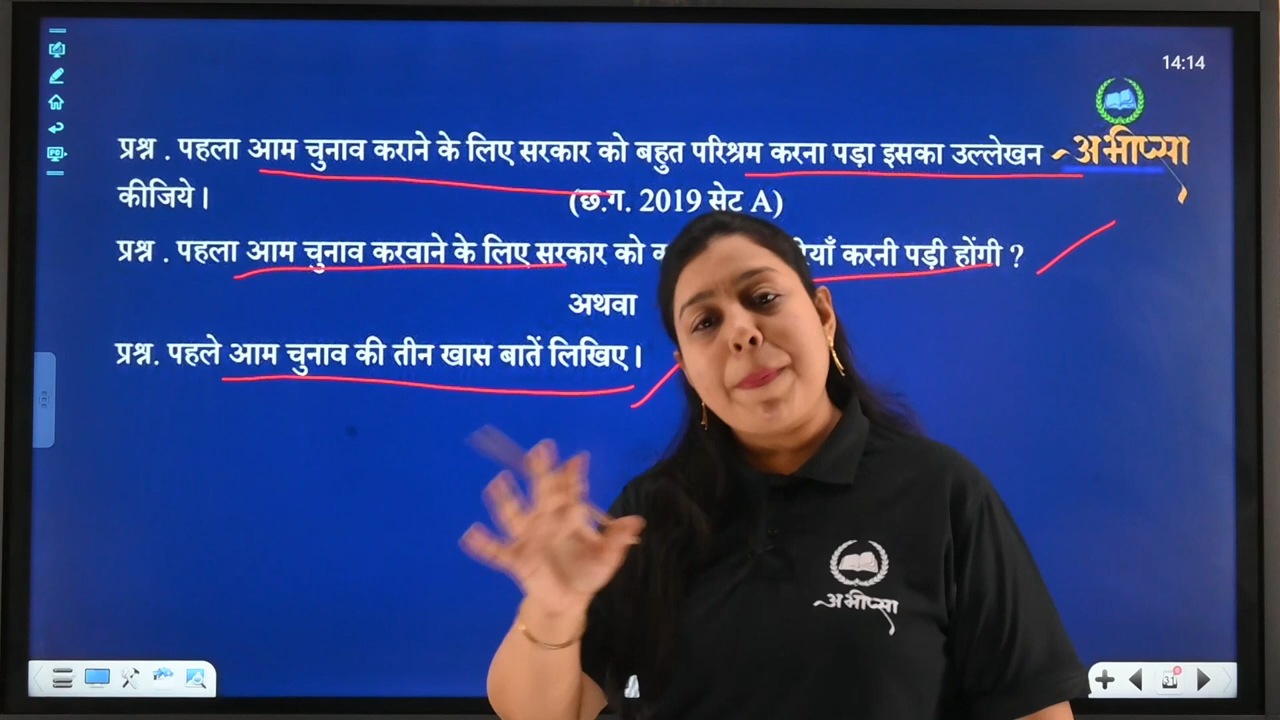 14:14
प्रश्न . पहला आम चुनाव कराने के लिए सरकार को बहुत परिश्रम करना पड़ा इसका उल्लेखन
अभीप्सा
कीजिये। (छ.ग. 2019 सेट A)
प्रश्न . पहला आम चुनाव करवाने के लिए सरकार को करनी पड़ी होंगी ?
अथवा
प्रश्न. पहले आम चुनाव की तीन खास बातें लिखिए।
अभीप्सा